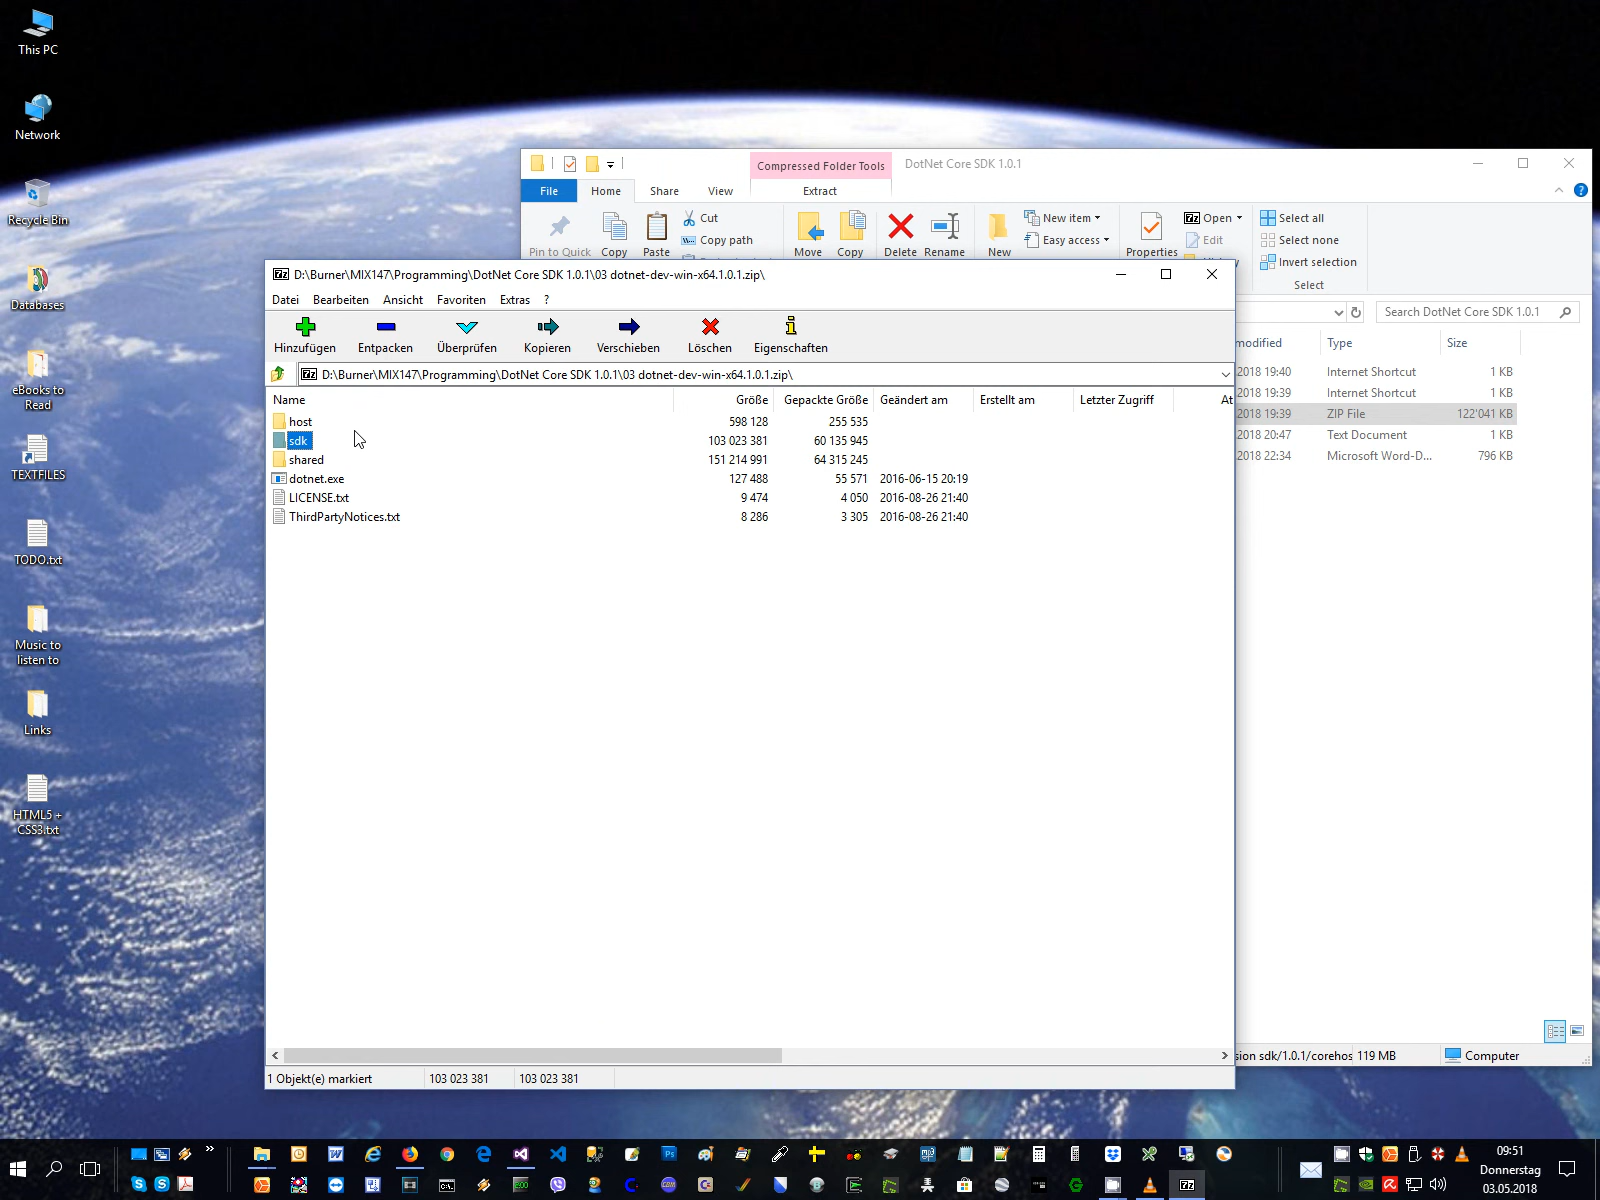 This PC
Network
Recycle Bin
Databases
eBooks to
Read
TEXTFILES
TODO.txt
Music to
listen to
Links
HTML5 +
CSS3.txt
Compressed Folder Tools DotNet Core SDK 1.0.1
File Home Share View Extract
Pin to Quick Copy Paste Cut Copy path Move Copy Delete Rename New New item Easy access Properties Open Edit Select all Select none Invert selection
Select
Search DotNet Core SDK 1.0.1
modified Type Size
2018 19:40 Internet Shortcut 1 KB
2018 19:39 Internet Shortcut 1 KB
2018 19:39 ZIP File 122'041 KB
2018 20:47 Text Document 1 KB
2018 22:34 Microsoft Word-D... 796 KB
sion sdk/1.0.1/corehos 119 MB Computer
7z D:\Burner\MIX147\Programming\DotNet Core SDK 1.0.1\03 dotnet-dev-win-x64.1.0.1.zip\
Datei Bearbeiten Ansicht Favoriten Extras ?
Hinzufügen Entpacken Überprüfen Kopieren Verschieben Löschen Eigenschaften
7z D:\Burner\MIX147\Programming\DotNet Core SDK 1.0.1\03 dotnet-dev-win-x64.1.0.1.zip\
Name Größe Gepackte Größe Geändert am Erstellt am Letzter Zugriff At
host 598 128 255 535
sdk 103 023 381 60 135 945
shared 151 214 991 64 315 245
dotnet.exe 127 488 55 571 2016-06-15 20:19
LICENSE.txt 9 474 4 050 2016-08-26 21:40
ThirdPartyNotices.txt 8 286 3 305 2016-08-26 21:40
1 Objekt(e) markiert 103 023 381 103 023 381
09:51
Donnerstag
03.05.2018